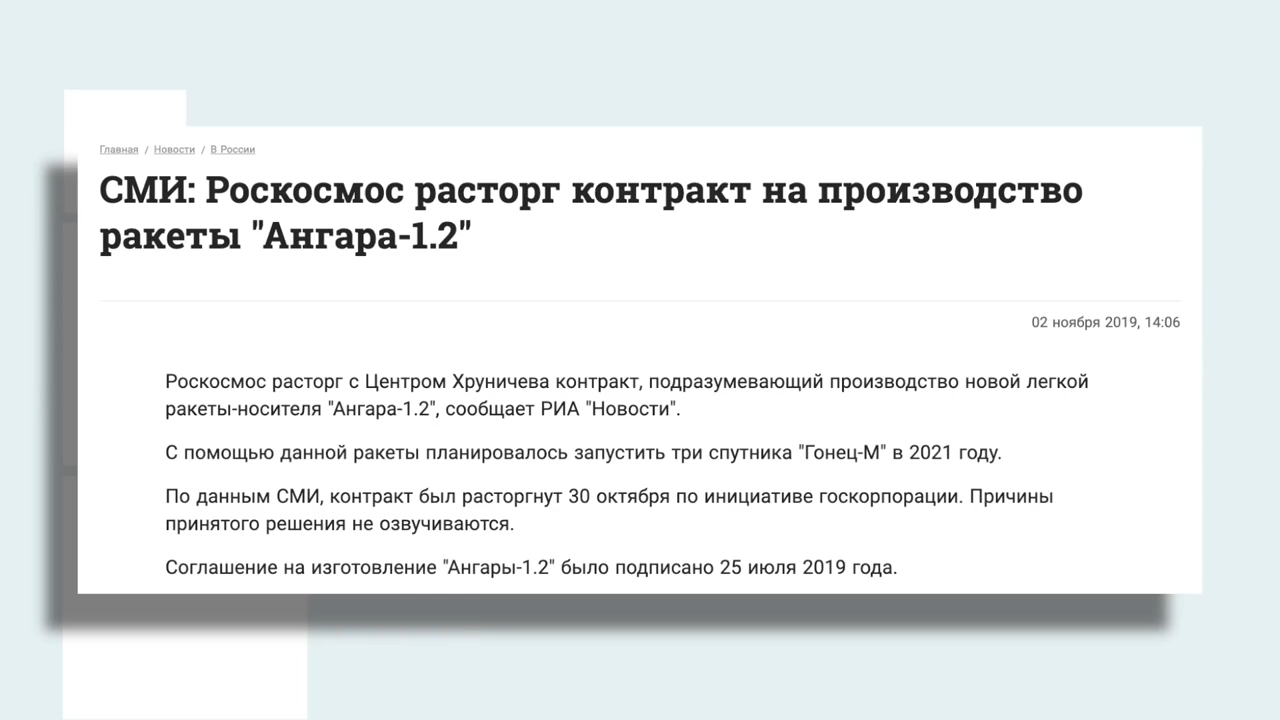 Главная / Новости / В России
СМИ: Роскосмос расторг контракт на производство
ракеты "Ангара-1.2"
02 ноября 2019, 14:06
Роскосмос расторг с Центром Хруничева контракт, подразумевающий производство новой легкой
ракеты-носителя "Ангара-1.2", сообщает РИА "Новости".
С помощью данной ракеты планировалось запустить три спутника "Гонец-М" в 2021 году.
По данным СМИ, контракт был расторгнут 30 октября по инициативе госкорпорации. Причины
принятого решения не озвучиваются.
Соглашение на изготовление "Ангары-1.2" было подписано 25 июля 2019 года.